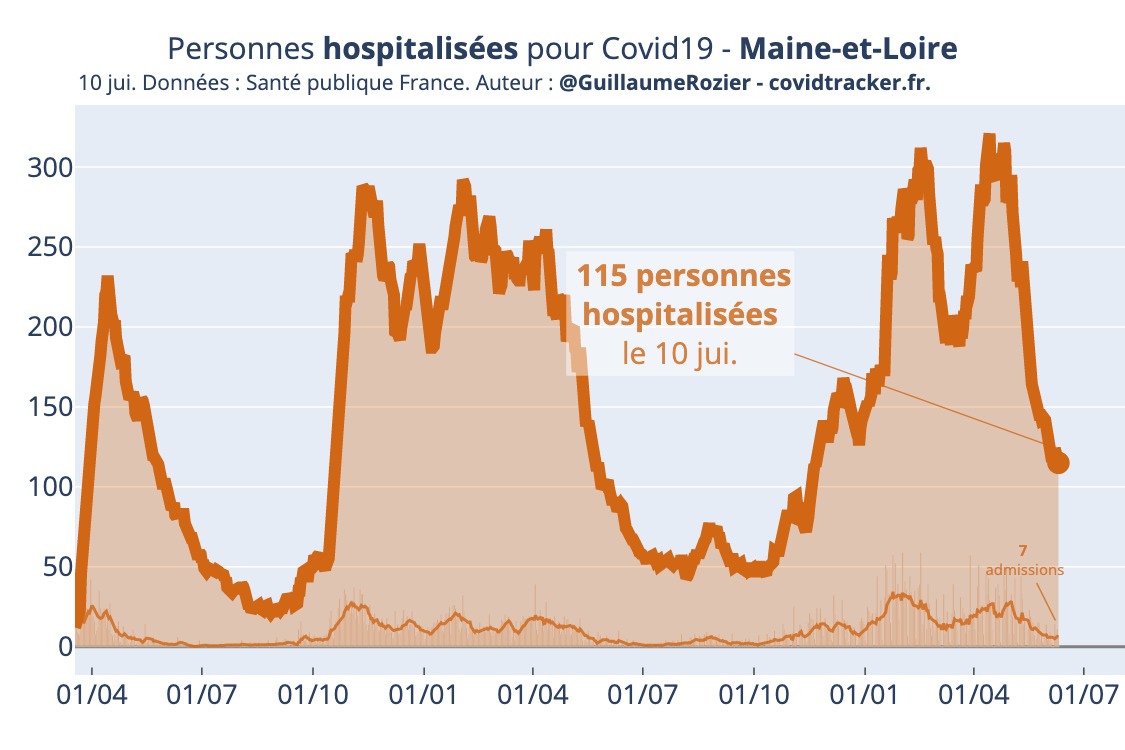 Personnes hospitalisées pour Covid19 - Maine-et-Loire
10 jui. Données : Santé publique France. Auteur : @GuillaumeRozier - covidtracker.fr.
300
250
200
150
100
50
0
115 personnes
hospitalisées
le 10 jui.
7
admissions
01/04 01/07 01/10 01/01 01/04 01/07 01/10 01/01 01/04 01/07